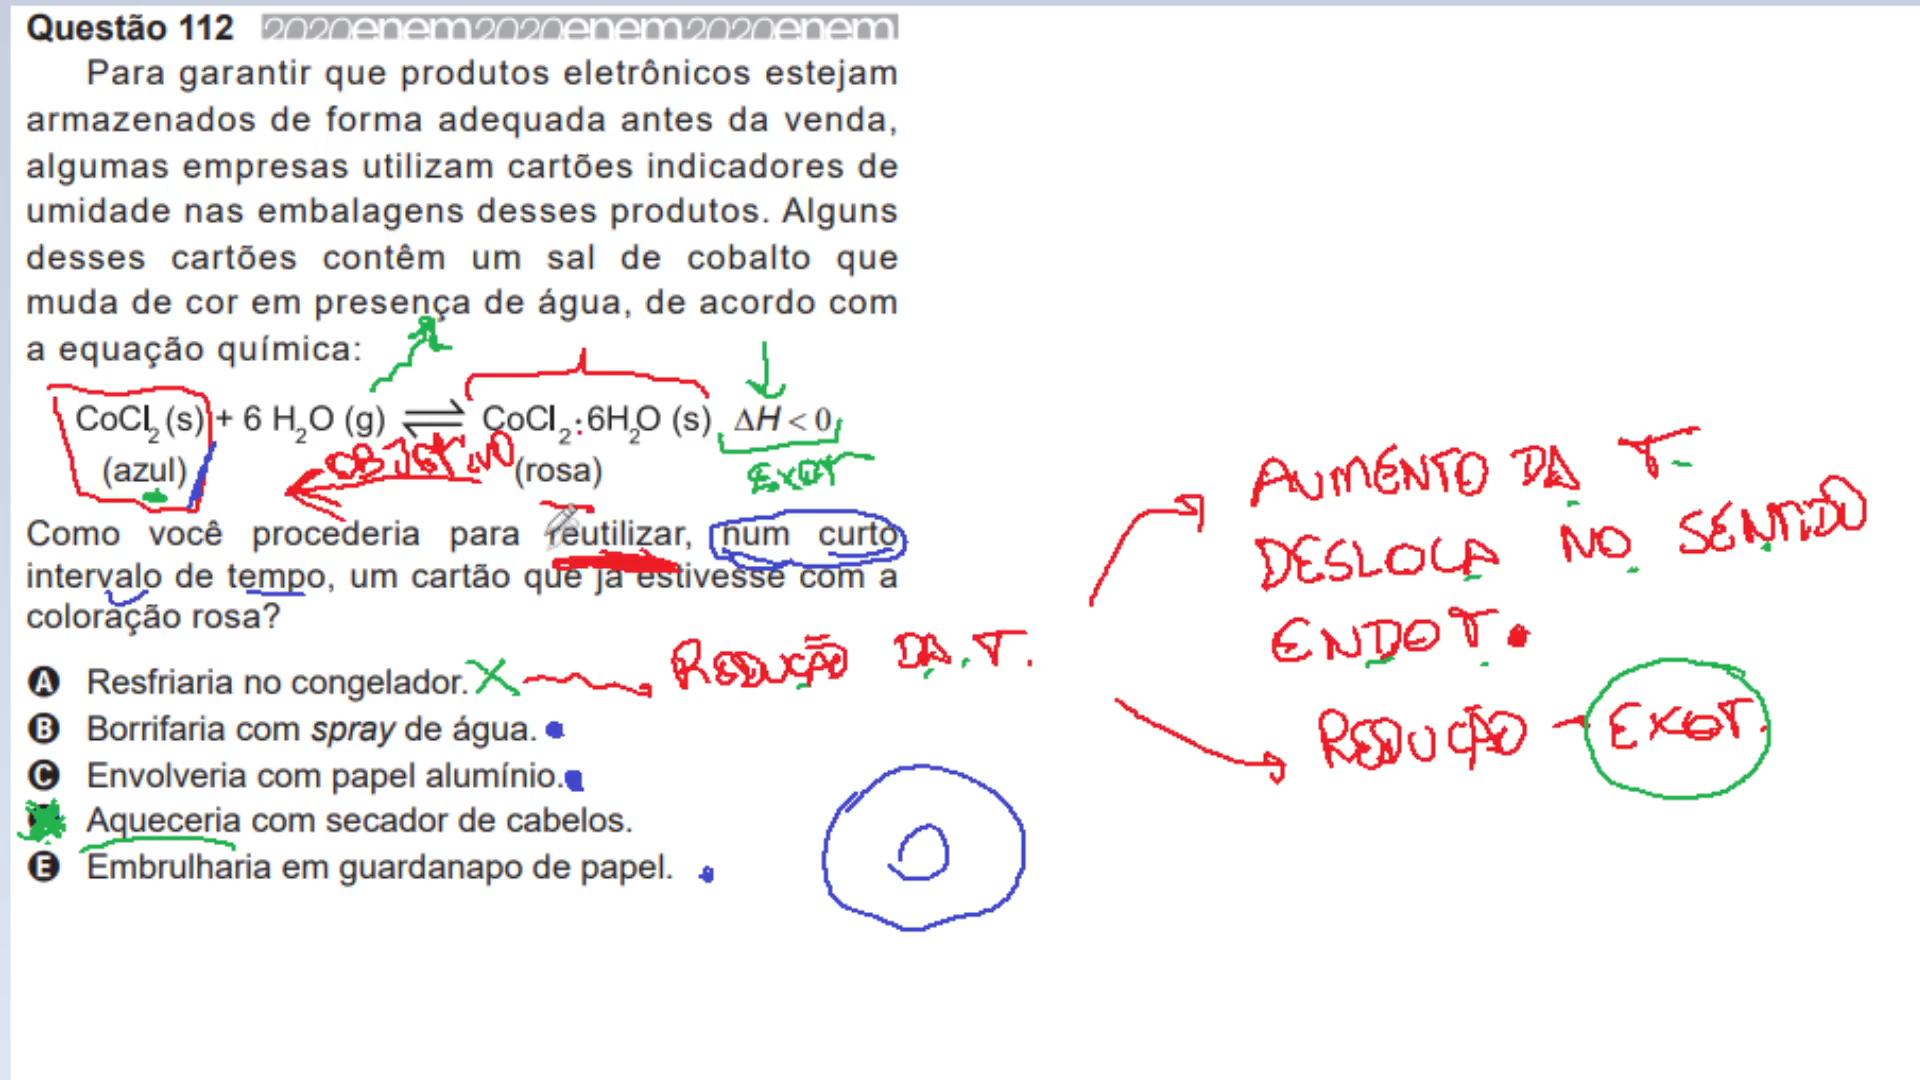 Questão 112 2020enem2020enem2020enem
Para garantir que produtos eletrônicos estejam
armazenados de forma adequada antes da venda,
algumas empresas utilizam cartões indicadores de
umidade nas embalagens desses produtos. Alguns
desses cartões contêm um sal de cobalto que
muda de cor em presença de água, de acordo com
a equação química:
CoCl₂(s) + 6 H₂O (g) ⇌ CoCl₂:6H₂O (s) ΔH < 0
(azul) OBJETIVO (rosa) EXOT
Como você procederia para reutilizar, num curto
intervalo de tempo, um cartão que já estivesse com a
coloração rosa?
A Resfriaria no congelador. X REDUÇÃO DA T.
B Borrifaria com spray de água.
C Envolveria com papel alumínio.
Aqueceria com secador de cabelos.
E Embrulharia em guardanapo de papel.
AUMENTO DA T
DESLOCA NO SENTIDO
ENDOT.
REDUÇÃO - EXOT.